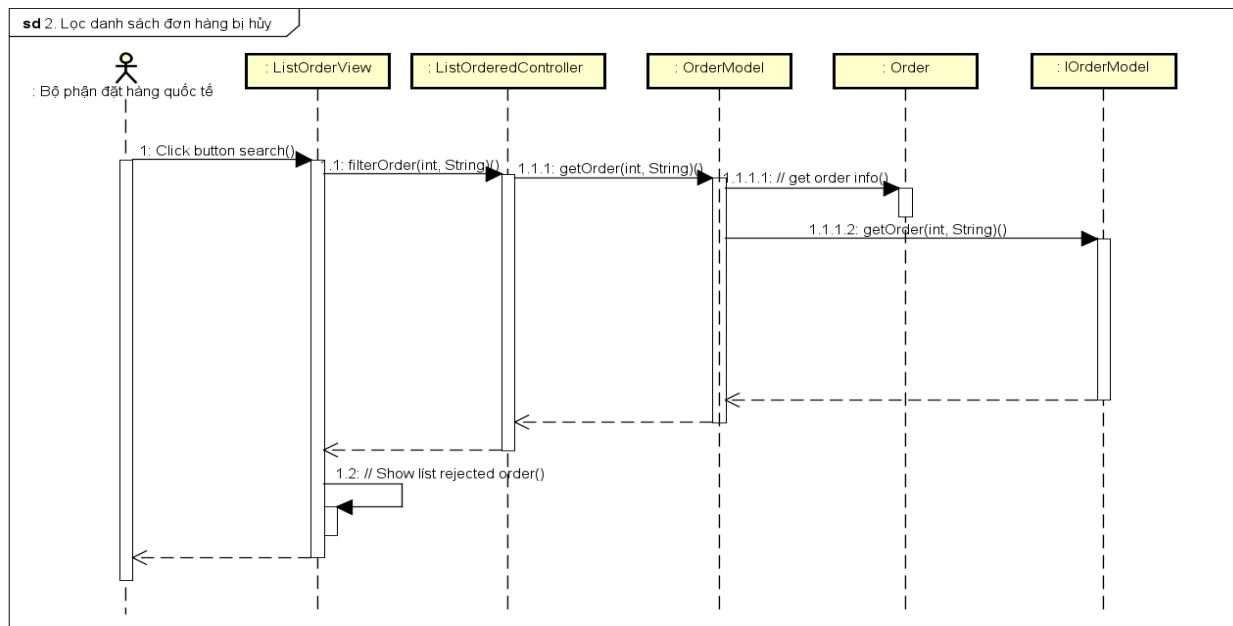 sd 2. Lọc danh sách đơn hàng bị hủy
: Bộ phận đặt hàng quốc tế
: ListOrderView
: ListOrderedController
: OrderModel
: Order
: IOrderModel
1: Click button search()
1.1: filterOrder(int, String)()
1.1.1: getOrder(int, String)()
1.1.1.1: // get order info()
1.1.1.2: getOrder(int, String)()
1.2: // Show list rejected order()